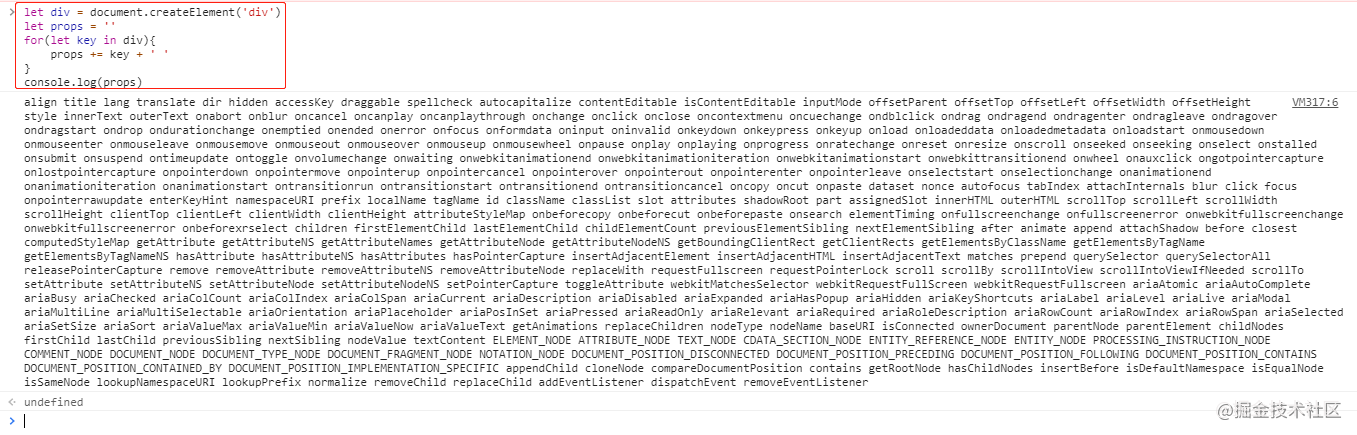 let div = document.createElement('div')
let props = ''
for(let key in div){
    props += key + ' '
}
console.log(props)
align title lang translate dir hidden accessKey draggable spellcheck autocapitalize contentEditable isContentEditable inputMode offsetParent offsetTop offsetLeft offsetWidth offsetHeight VM317:6
style innerText outerText onabort onblur oncancel oncanplay oncanplaythrough onchange onclick onclose oncontextmenu oncuechange ondblclick ondrag ondragend ondragenter ondragleave ondragover
ondragstart ondrop ondurationchange onemptied onended onerror onfocus onformdata oninput oninvalid onkeydown onkeypress onkeyup onload onloadeddata onloadedmetadata onloadstart onmousedown
onmouseenter onmouseleave onmousemove onmouseout onmouseover onmouseup onmousewheel onpause onplay onplaying onprogress onratechange onreset onresize onscroll onseeked onseeking onselect onstalled
onsubmit onsuspend ontimeupdate ontoggle onvolumechange onwaiting onwebkitanimationend onwebkitanimationiteration onwebkitanimationstart onwebkittransitionend onwheel onauxclick ongotpointercapture
onlostpointercapture onpointerdown onpointermove onpointerup onpointercancel onpointerover onpointerout onpointerenter onpointerleave onselectstart onselectionchange onanimationend
onanimationiteration onanimationstart ontransitionrun ontransitionstart ontransitionend ontransitioncancel oncopy oncut onpaste dataset nonce autofocus tabIndex attachInternals blur click focus
onpointerrawupdate enterKeyHint namespaceURI prefix localName tagName id className classList slot attributes shadowRoot part assignedSlot innerHTML outerHTML scrollTop scrollLeft scrollWidth
scrollHeight clientTop clientLeft clientWidth clientHeight attributeStyleMap onbeforecopy onbeforecut onbeforepaste onsearch elementTiming onfullscreenchange onfullscreenerror onwebkitfullscreenchange
onwebkitfullscreenerror onbeforexrselect children firstElementChild lastElementChild childElementCount previousElementSibling nextElementSibling after animate append attachShadow before closest
computedStyleMap getAttribute getAttributeNS getAttributeNames getAttributeNode getAttributeNodeNS getBoundingClientRect getClientRects getElementsByClassName getElementsByTagName
getElementsByTagNameNS hasAttribute hasAttributeNS hasAttributes hasPointerCapture insertAdjacentElement insertAdjacentHTML insertAdjacentText matches prepend querySelector querySelectorAll
releasePointerCapture remove removeAttribute removeAttributeNS removeAttributeNode replaceWith requestFullscreen requestPointerLock scroll scrollBy scrollIntoView scrollIntoViewIfNeeded scrollTo
setAttribute setAttributeNS setAttributeNode setAttributeNodeNS setPointerCapture toggleAttribute webkitMatchesSelector webkitRequestFullScreen webkitRequestFullscreen ariaAtomic ariaAutoComplete
ariaBusy ariaChecked ariaColCount ariaColIndex ariaColSpan ariaCurrent ariaDescription ariaDisabled ariaExpanded ariaHasPopup ariaHidden ariaKeyShortcuts ariaLabel ariaLevel ariaLive ariaModal
ariaMultiLine ariaMultiSelectable ariaOrientation ariaPlaceholder ariaPosInSet ariaPressed ariaReadOnly ariaRelevant ariaRequired ariaRoleDescription ariaRowCount ariaRowIndex ariaRowSpan ariaSelected
ariaSetSize ariaSort ariaValueMax ariaValueMin ariaValueNow ariaValueText getAnimations replaceChildren nodeType nodeName baseURI isConnected ownerDocument parentNode parentElement childNodes
firstChild lastChild previousSibling nextSibling nodeValue textContent ELEMENT_NODE ATTRIBUTE_NODE TEXT_NODE CDATA_SECTION_NODE ENTITY_REFERENCE_NODE ENTITY_NODE PROCESSING_INSTRUCTION_NODE
COMMENT_NODE DOCUMENT_NODE DOCUMENT_TYPE_NODE DOCUMENT_FRAGMENT_NODE NOTATION_NODE DOCUMENT_POSITION_DISCONNECTED DOCUMENT_POSITION_PRECEDING DOCUMENT_POSITION_FOLLOWING DOCUMENT_POSITION_CONTAINS
DOCUMENT_POSITION_CONTAINED_BY DOCUMENT_POSITION_IMPLEMENTATION_SPECIFIC appendChild cloneNode compareDocumentPosition contains getRootNode hasChildNodes insertBefore isDefaultNamespace isEqualNode
isSameNode lookupNamespaceURI lookupPrefix normalize removeChild replaceChild addEventListener dispatchEvent removeEventListener
undefined
@掘金技术社区